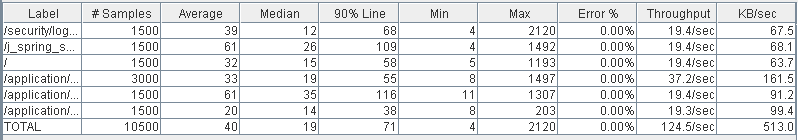 Label # Samples Average Median 90% Line Min Max Error % Throughput KB/sec
/security/log... 1500 39 12 68 4 2120 0.00% 19.4/sec 67.5
/j_spring_s... 1500 61 26 109 4 1492 0.00% 19.4/sec 68.1
/ 1500 32 15 58 5 1193 0.00% 19.4/sec 63.7
/application/... 3000 33 19 55 8 1497 0.00% 37.2/sec 161.5
/application/... 1500 61 35 116 11 1307 0.00% 19.4/sec 91.2
/application/... 1500 20 14 38 8 203 0.00% 19.3/sec 99.4
TOTAL 10500 40 19 71 4 2120 0.00% 124.5/sec 513.0